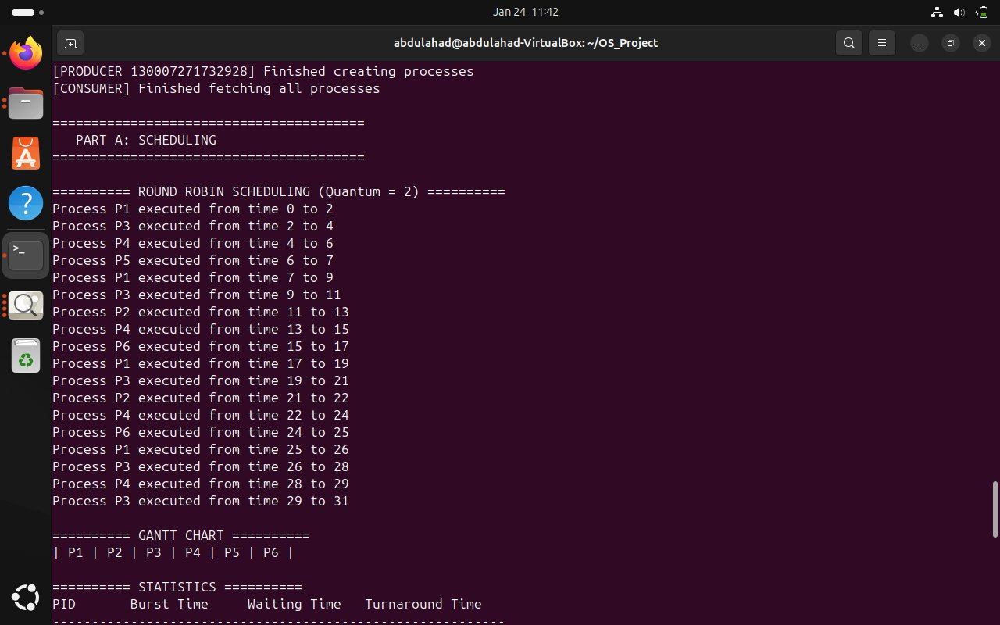 Jan 24 11:42
abdulahad@abdulahad-VirtualBox: ~/OS_Project
[PRODUCER 130007271732928] Finished creating processes
[CONSUMER] Finished fetching all processes
========================================
PART A: SCHEDULING
========================================
========== ROUND ROBIN SCHEDULING (Quantum = 2) ==========
Process P1 executed from time 0 to 2
Process P3 executed from time 2 to 4
Process P4 executed from time 4 to 6
Process P5 executed from time 6 to 7
Process P1 executed from time 7 to 9
Process P3 executed from time 9 to 11
Process P2 executed from time 11 to 13
Process P4 executed from time 13 to 15
Process P6 executed from time 15 to 17
Process P1 executed from time 17 to 19
Process P3 executed from time 19 to 21
Process P2 executed from time 21 to 22
Process P4 executed from time 22 to 24
Process P6 executed from time 24 to 25
Process P1 executed from time 25 to 26
Process P3 executed from time 26 to 28
Process P4 executed from time 28 to 29
Process P3 executed from time 29 to 31
========== GANTT CHART ==========
| P1 | P2 | P3 | P4 | P5 | P6 |
========== STATISTICS ==========
PID       Burst Time     Waiting Time   Turnaround Time
----------------------------------------------------------